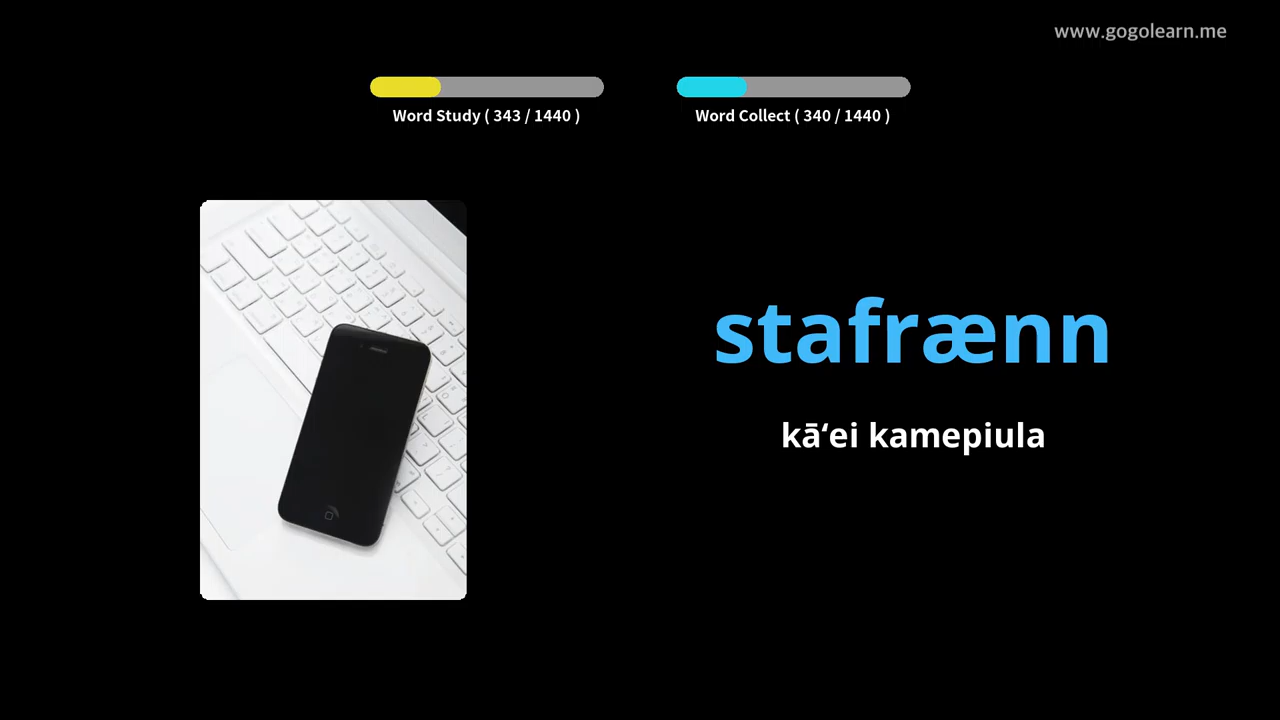 www.gogolearn.me
Word Study ( 343 / 1440 )
Word Collect ( 340 / 1440 )
stafrænn
kāʻei kamepiula